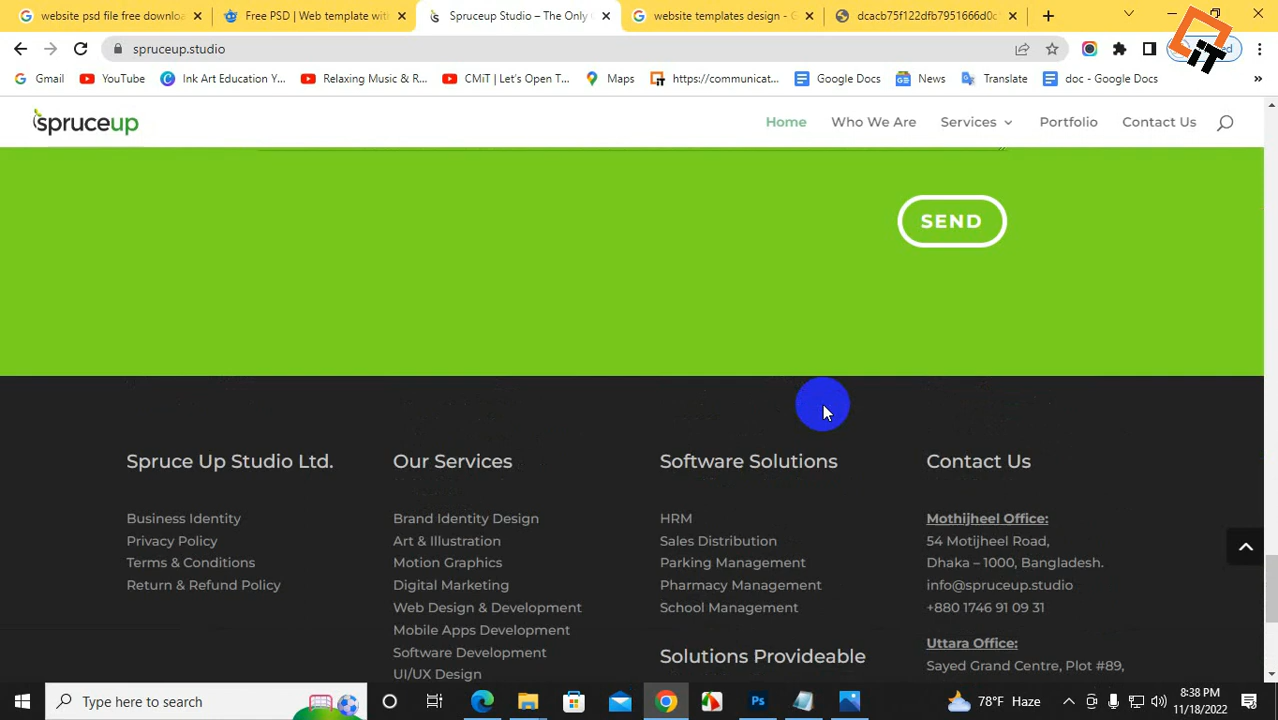 website psd file free downloa
Free PSD | Web template wit
Spruceup Studio – The Only
website templates design - G
dcacb75f122dfb7951666d0c
spruceup.studio
Gmail
YouTube
Ink Art Education Y...
Relaxing Music & R...
CMiT | Let's Open T...
Maps
https://communicat...
Google Docs
News
Translate
doc - Google Docs
spruceup
Home
Who We Are
Services
Portfolio
Contact Us
SEND
Spruce Up Studio Ltd.
Business Identity
Privacy Policy
Terms & Conditions
Return & Refund Policy
Our Services
Brand Identity Design
Art & Illustration
Motion Graphics
Digital Marketing
Web Design & Development
Mobile Apps Development
Software Development
UI/UX Design
Software Solutions
HRM
Sales Distribution
Parking Management
Pharmacy Management
School Management
Solutions Provideable
Contact Us
Mothijheel Office:
54 Motijheel Road,
Dhaka – 1000, Bangladesh.
info@spruceup.studio
+880 1746 91 09 31
Uttara Office:
Sayed Grand Centre, Plot #89,
Type here to search
Ps
78°F Haze
8:38 PM
11/18/2022